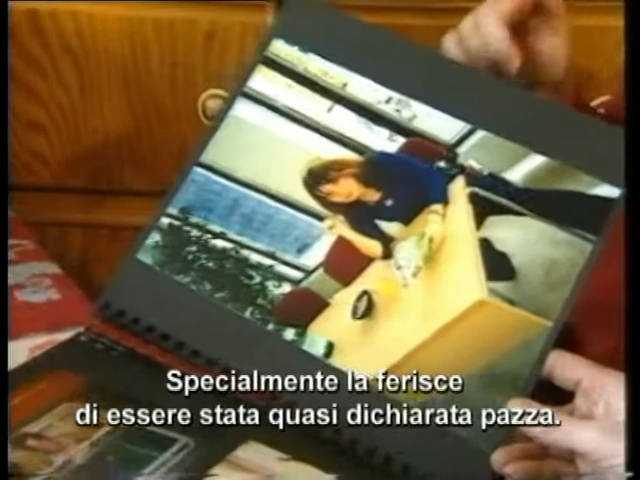 Specialmente la ferisce
di essere stata quasi dichiarata pazza.